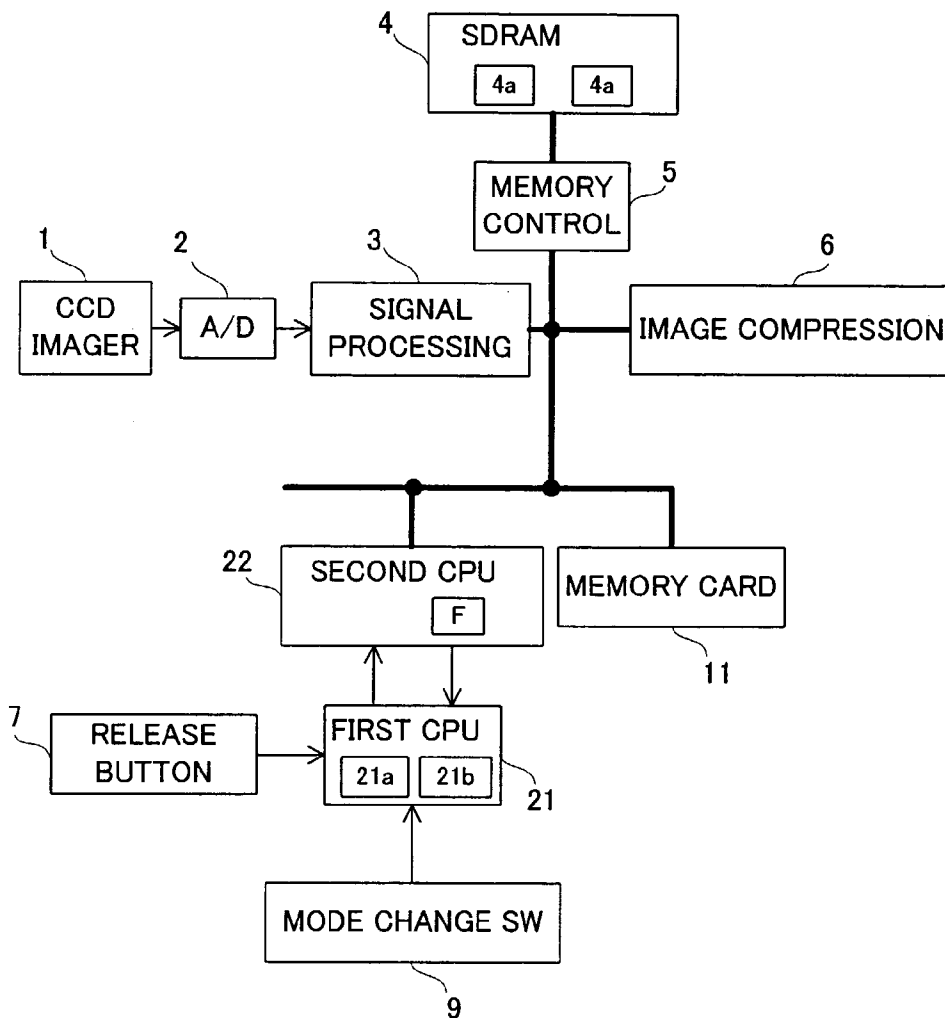 4
SDRAM
4a
4a
5
MEMORY
CONTROL
1
2
3
6
CCD
IMAGER
A/D
SIGNAL
PROCESSING
IMAGE COMPRESSION
22
SECOND CPU
F
MEMORY CARD
11
7
RELEASE
BUTTON
FIRST CPU
21a
21b
21
MODE CHANGE SW
9